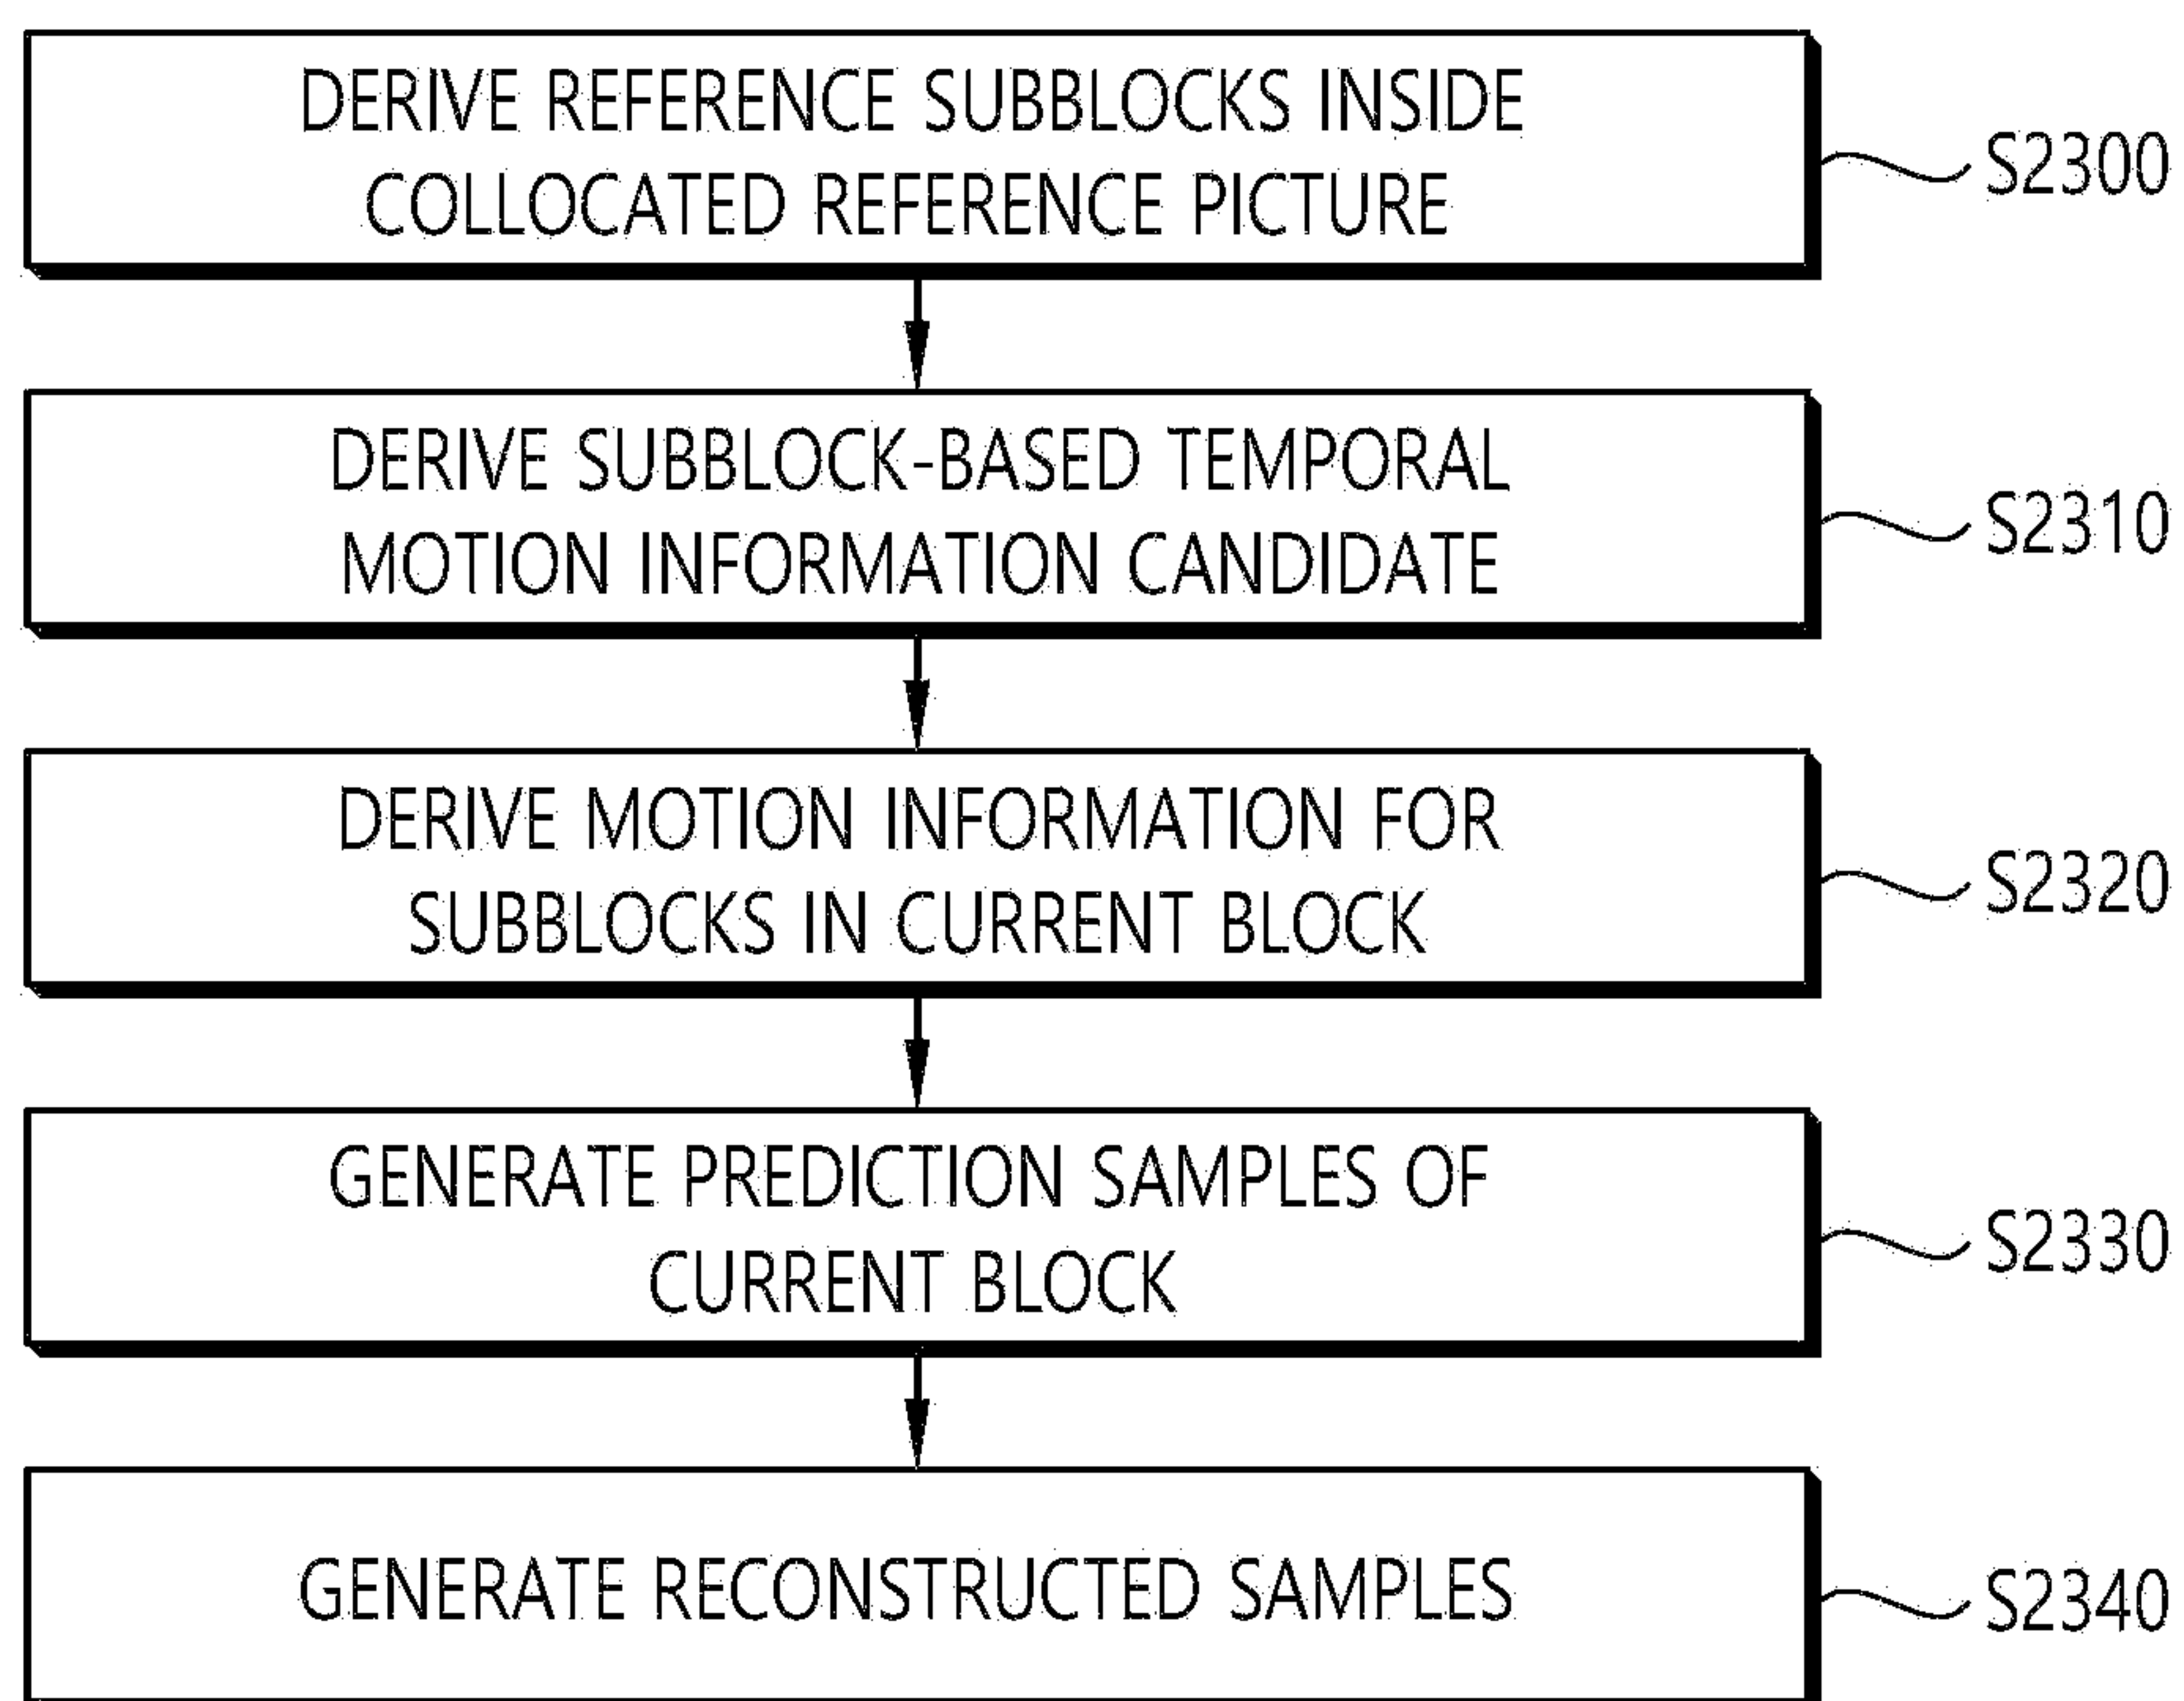 DERIVE REFERENCE SUBBLOCKS INSIDE
COLLOCATED REFERENCE PICTURE
S2300
DERIVE SUBBLOCK-BASED TEMPORAL
MOTION INFORMATION CANDIDATE
S2310
DERIVE MOTION INFORMATION FOR
SUBBLOCKS IN CURRENT BLOCK
S2320
GENERATE PREDICTION SAMPLES OF
CURRENT BLOCK
S2330
GENERATE RECONSTRUCTED SAMPLES
S2340